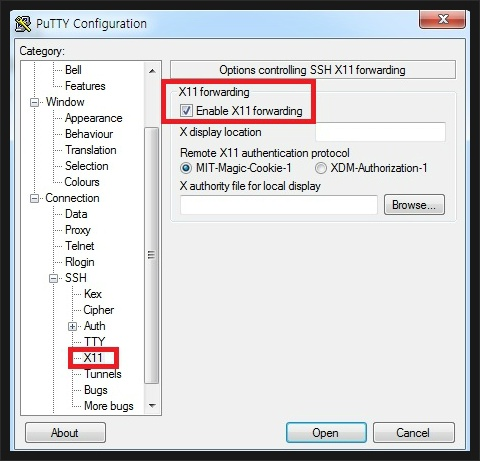 PuTTY Configuration
Category:
Bell
Features
Window
Appearance
Behaviour
Translation
Selection
Colours
Connection
Data
Proxy
Telnet
Rlogin
SSH
Kex
Cipher
Auth
TTY
X11
Tunnels
Bugs
More bugs
Options controlling SSH X11 forwarding
X11 forwarding
Enable X11 forwarding
X display location
Remote X11 authentication protocol
MIT-Magic-Cookie-1 XDM-Authorization-1
X authority file for local display
Browse...
About Open Cancel